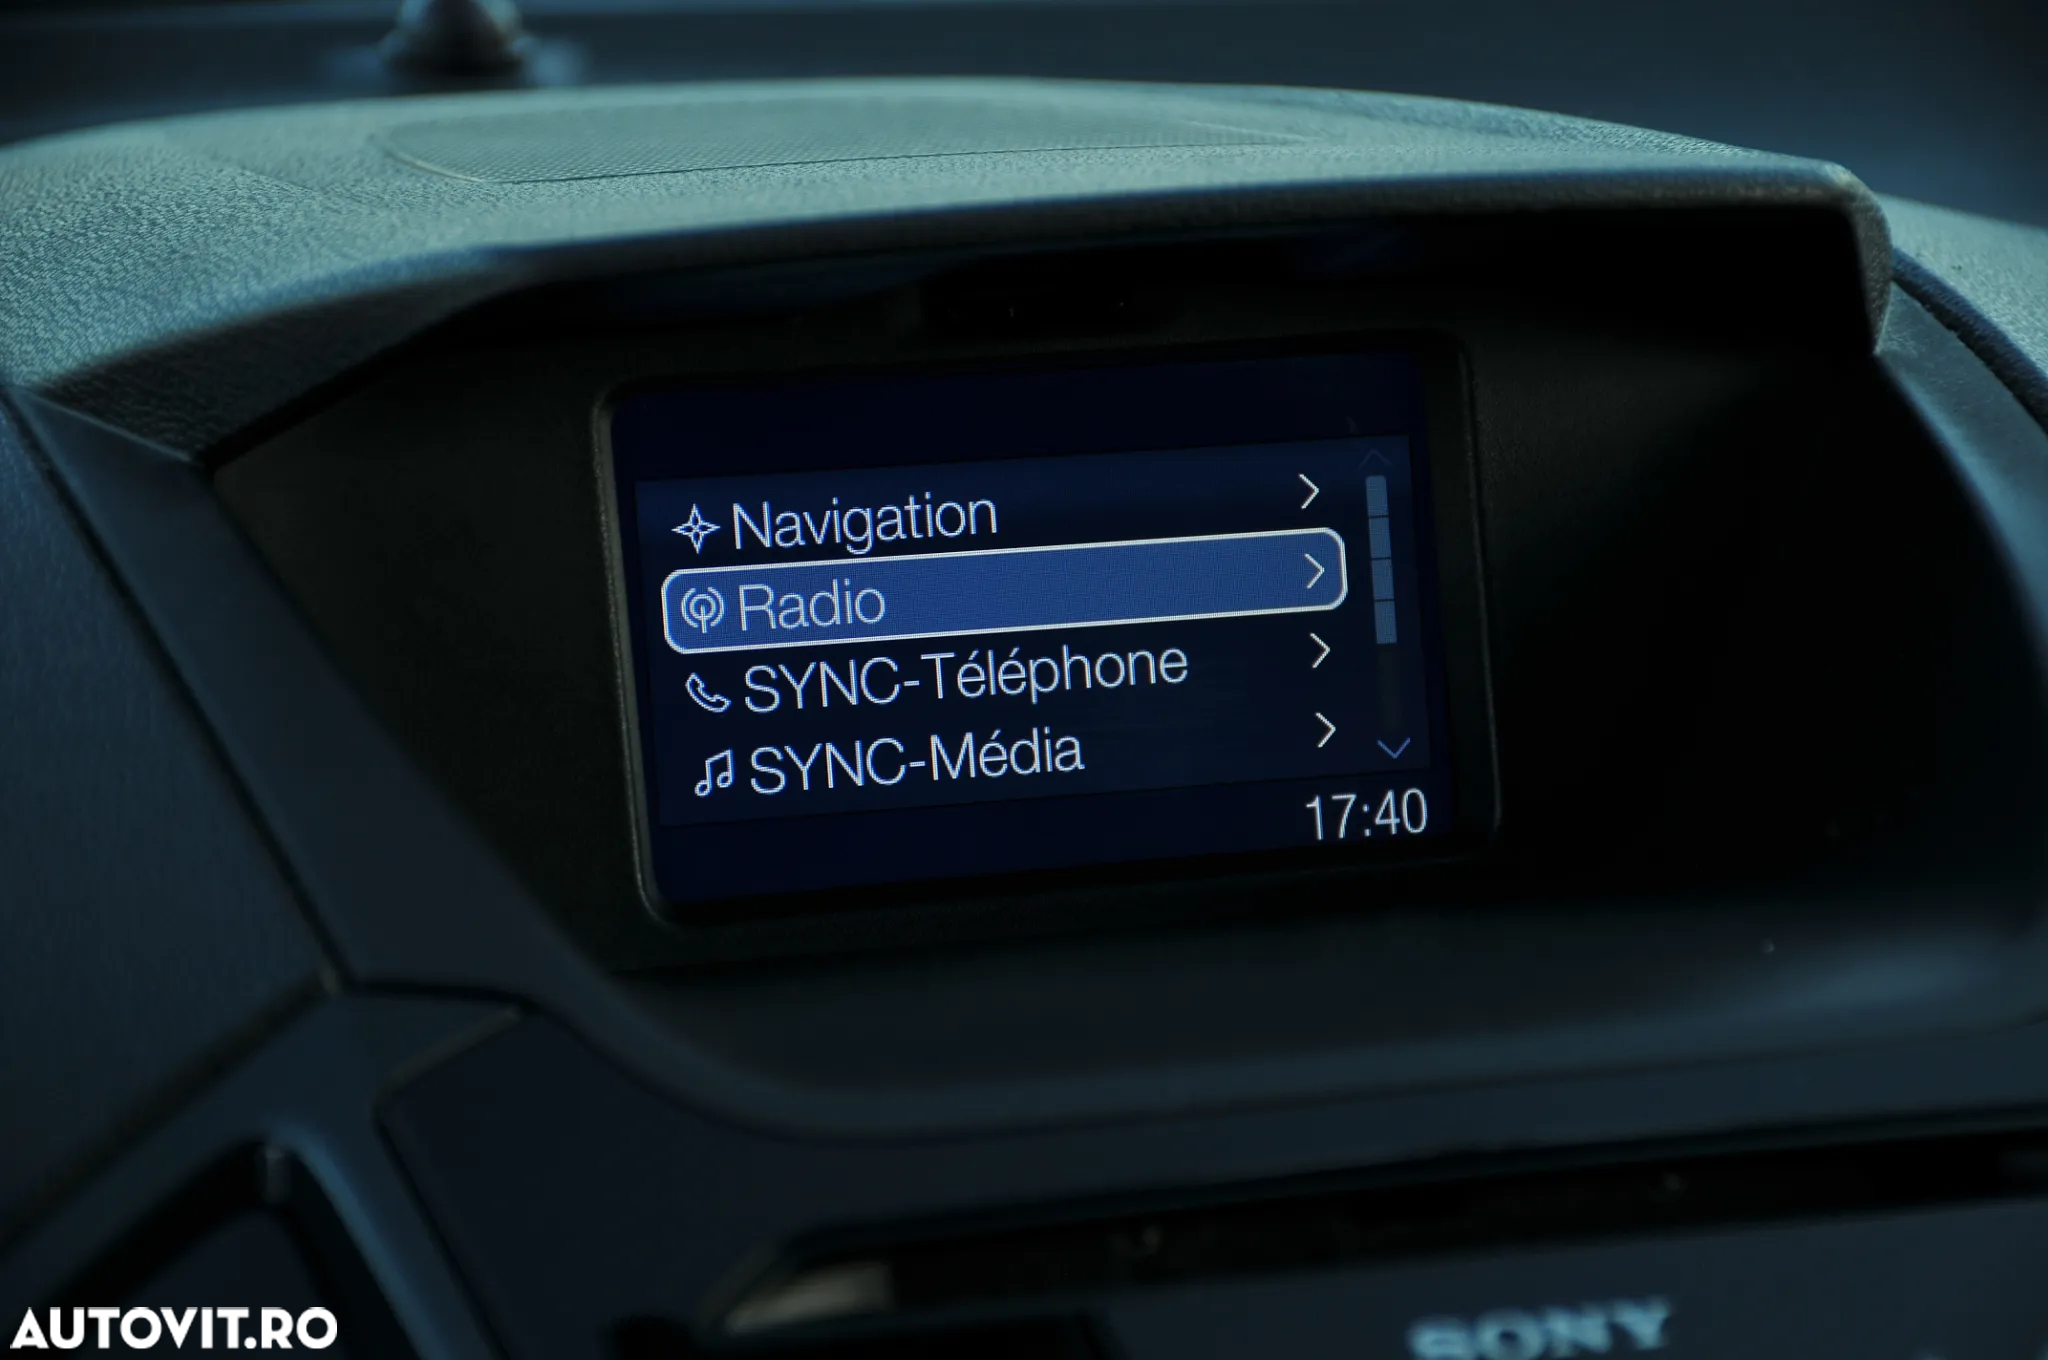 Navigation
Radio
SYNC-Téléphone
SYNC-Média
17:40
SONY
AUTOVIT.RO